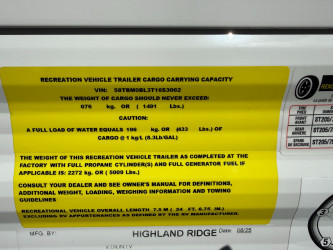 RECREATION VEHICLE TRAILER CARGO CARRYING CAPACITY
VIN:
THE WEIGHT OF CARGO SHOULD NEVER EXCEED:
676 kg. OR ( 1491 Lbs.)
CAUTION:
A FULL LOAD OF WATER EQUALS 196 kg. OR (433 Lbs.) OF
CARGO @ 1 kg/L (8.3Lb/GAL)
THE WEIGHT OF THIS RECREATION VEHICLE TRAILER AS COMPLETED AT THE
FACTORY WITH FULL PROPANE CYLINDER(S) AND FULL GENERATOR FUEL IF
APPLICABLE IS: 2272 KG. OR ( 5009 Lbs.)
CONSULT YOUR DEALER AND SEE OWNER'S MANUAL FOR DEFINITIONS,
ADDITIONAL WEIGHT, LOADING, WEIGHING INFORMATION AND TOWING
GUIDELINES
RECREATIONAL VEHICLE OVERALL LENGTH 7.5 M ( 24 FT. 6.75 IN.)
EXCLUDING RV APPURTENANCES AS DEFINED BY THE RV MANUFACTURER.
MFG. BY: HIGHLAND RIDGE Date 08/25
TIRE
FRONT
REAR
SPARE
ST205/7
ST205/7
ST205/7